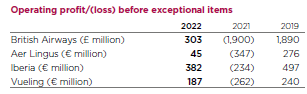 Operating profit/(loss) before exceptional items
2022 2021 2019
British Airways (£ million) 303 (1,900) 1,890
Aer Lingus (€ million) 45 (347) 276
Iberia (€ million) 382 (234) 497
Vueling (€ million) 187 (262) 240